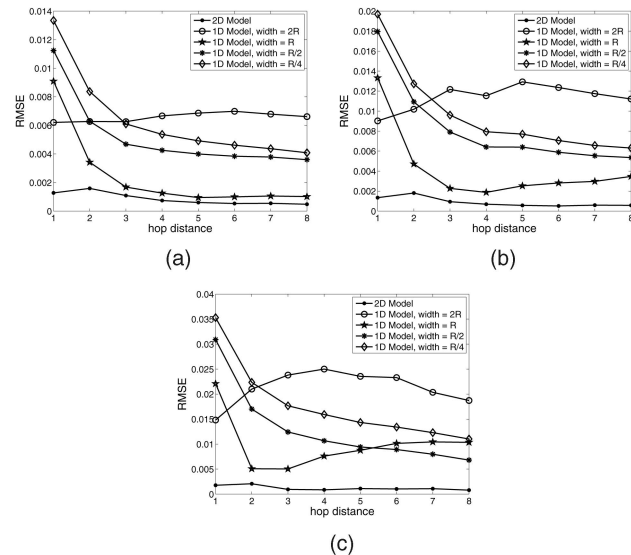 0.014
0.012
0.01
0.008
0.006
0.004
0.002
0
RMSE
1 2 3 4 5 6 7 8
hop distance
2D Model
1D Model, width = 2R
1D Model, width = R
1D Model, width = R/2
1D Model, width = R/4
(a)
0.02
0.018
0.016
0.014
0.012
0.01
0.008
0.006
0.004
0.002
0
RMSE
1 2 3 4 5 6 7 8
hop distance
2D Model
1D Model, width = 2R
1D Model, width = R
1D Model, width = R/2
1D Model, width = R/4
(b)
0.04
0.035
0.03
0.025
0.02
0.015
0.01
0.005
0
RMSE
1 2 3 4 5 6 7 8
hop distance
2D Model
1D Model, width = 2R
1D Model, width = R
1D Model, width = R/2
1D Model, width = R/4
(c)